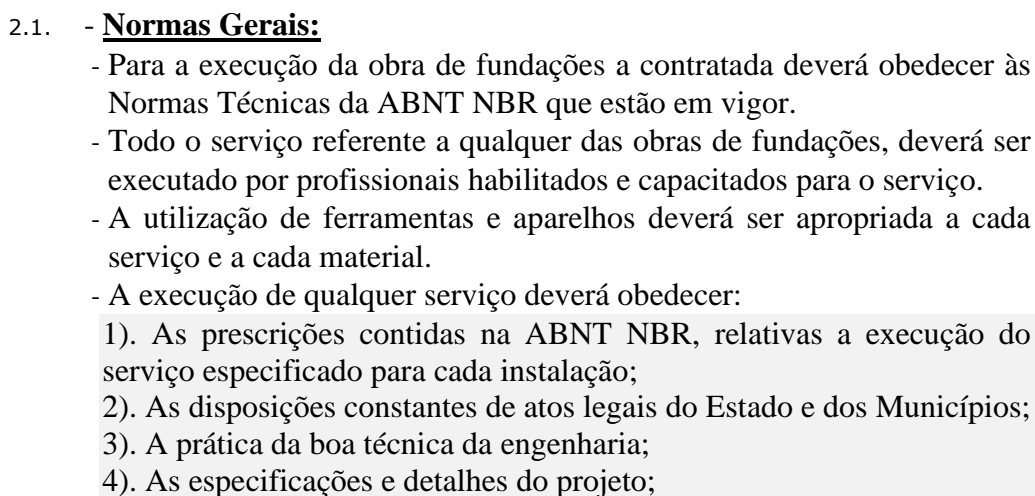 2.1. - Normas Gerais:
- Para a execução da obra de fundações a contratada deverá obedecer às
Normas Técnicas da ABNT NBR que estão em vigor.
- Todo o serviço referente a qualquer das obras de fundações, deverá ser
executado por profissionais habilitados e capacitados para o serviço.
- A utilização de ferramentas e aparelhos deverá ser apropriada a cada
serviço e a cada material.
- A execução de qualquer serviço deverá obedecer:
1). As prescrições contidas na ABNT NBR, relativas a execução do
serviço especificado para cada instalação;
2). As disposições constantes de atos legais do Estado e dos Municípios;
3). A prática da boa técnica da engenharia;
4). As especificações e detalhes do projeto;